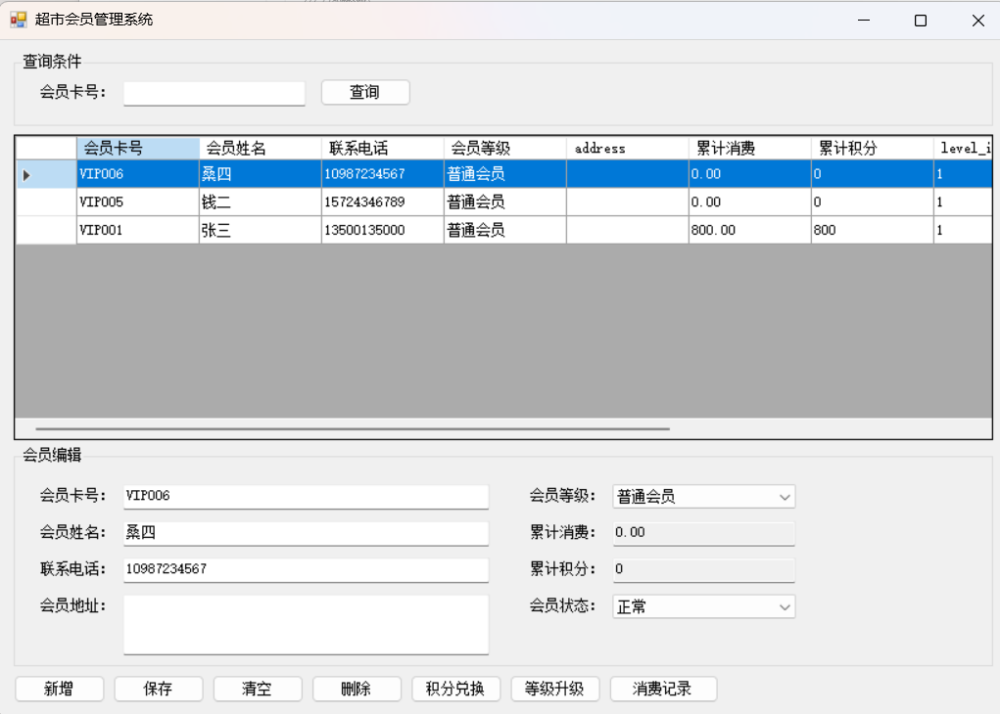 超市会员管理系统
查询条件
会员卡号: 查询
会员卡号 会员姓名 联系电话 会员等级 address 累计消费 累计积分 level_i
VIP006 桑四 10987234567 普通会员 0.00 0 1
VIP005 钱二 15724346789 普通会员 0.00 0 1
VIP001 张三 13500135000 普通会员 800.00 800 1
会员编辑
会员卡号: VIP006 会员等级: 普通会员
会员姓名: 桑四 累计消费: 0.00
联系电话: 10987234567 累计积分: 0
会员地址: 会员状态: 正常
新增 保存 清空 删除 积分兑换 等级升级 消费记录